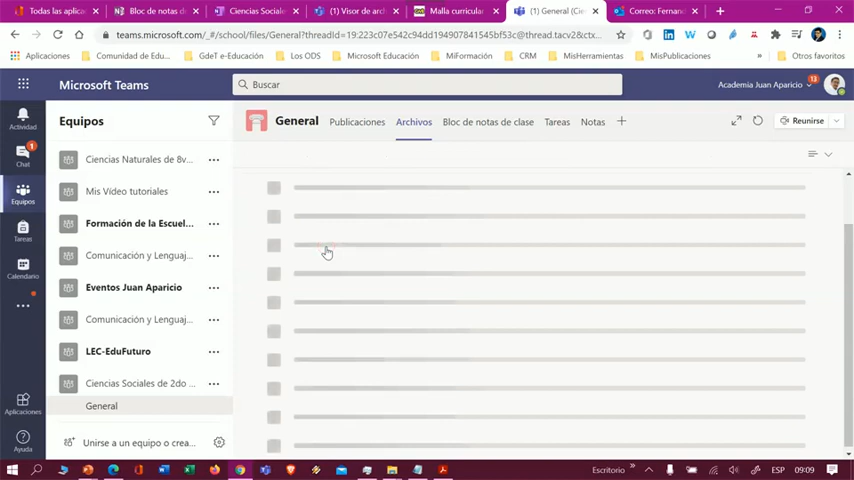 Todas las aplica
Bloc de notas d
Ciencias Sociale
(1) Visor de arch
Malla curricular
(1) General (Cie
Correo: Fernan
teams.microsoft.com/_#/school/files/General?threadId=19:223c07e542c94dd194907841545bf53c@thread.tacv2&ctx...
Aplicaciones
Comunidad de Edu...
GdeT e-Educación
Los ODS
Microsoft Educación
MiFormación
CRM
MisHerramientas
MisPublicaciones
Otros favoritos
Microsoft Teams
Buscar
Academia Juan Aparicio
13
Actividad
Chat
1
Equipos
Tareas
Calendario
Aplicaciones
Ayuda
Equipos
Ciencias Naturales de 8v...
Mis Vídeo tutoriales
Formación de la Escuel...
Comunicación y Lenguaj...
Eventos Juan Aparicio
Comunicación y Lenguaj...
LEC-EduFuturo
Ciencias Sociales de 2do ...
General
Unirse a un equipo o crea...
General
Publicaciones
Archivos
Bloc de notas de clase
Tareas
Notas
Reunirse
Escritorio
ESP
09:09